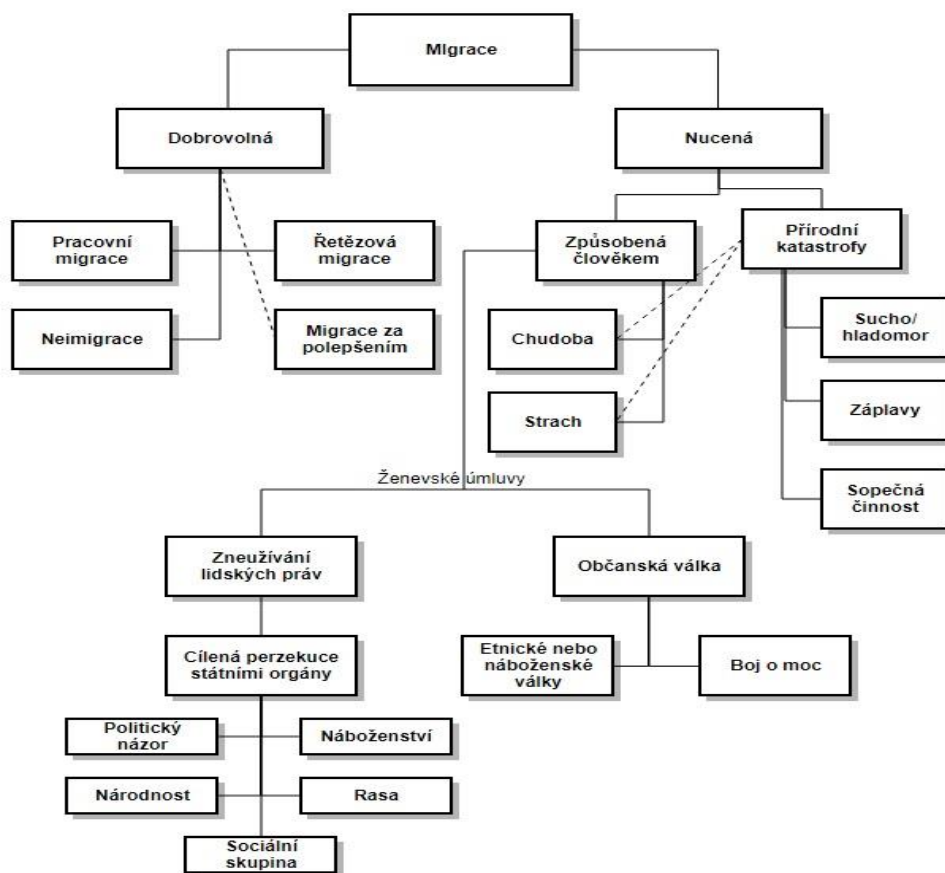 MIgrace
Dobrovolná
Nucená
Pracovní
migrace
Řetězová
migrace
Způsobená
člověkem
Přírodní
katastrofy
Neimigrace
Migrace za
polepšením
Chudoba
Sucho/
hladomor
Strach
Záplavy
Ženevské úmluvy
Sopečná
činnost
Zneužívání
lidských práv
Občanská válka
Cílená perzekuce
státními orgány
Etnické nebo
náboženské
války
Boj o moc
Politický
názor
Náboženství
Národnost
Rasa
Sociální
skupina